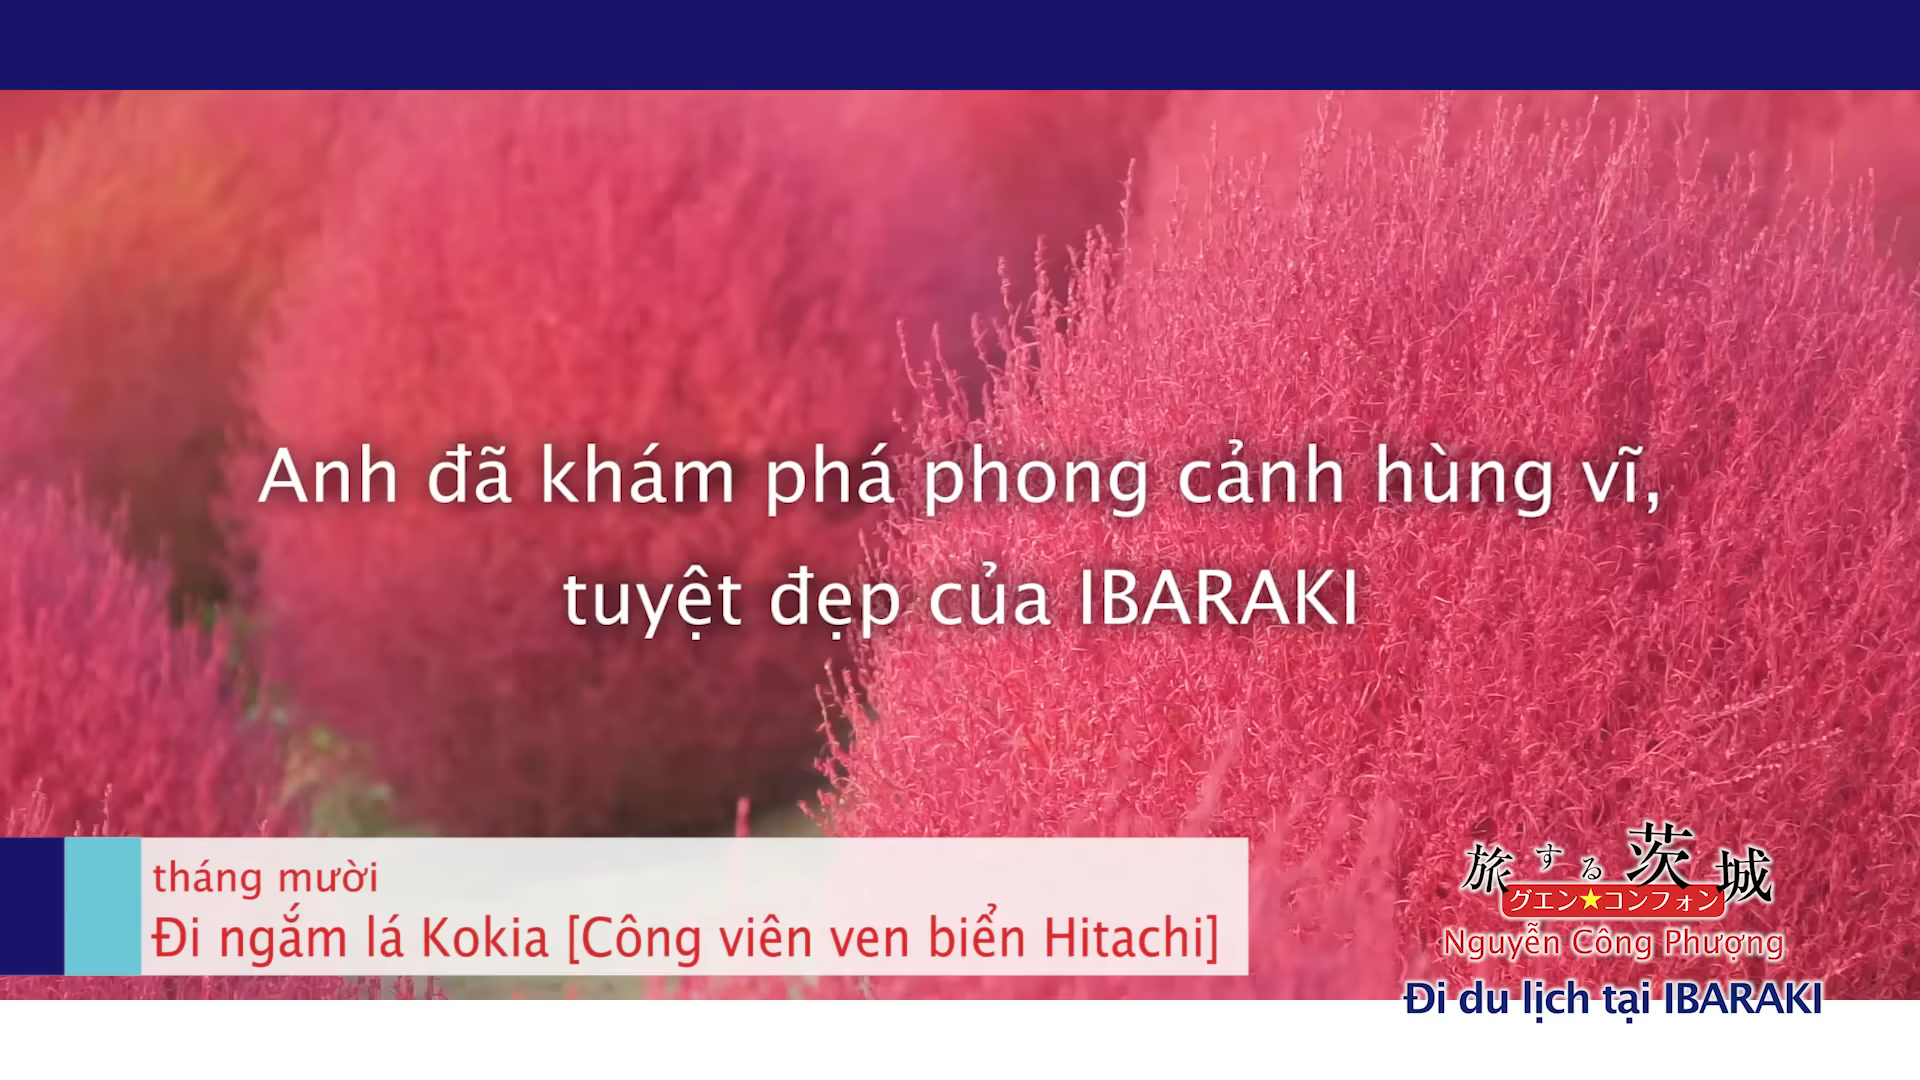 Anh đã khám phá phong cảnh hùng vĩ,
tuyệt đẹp của IBARAKI
tháng mười
Đi ngắm lá Kokia [Công viên ven biển Hitachi]
旅する茨城
グエン★コンフォン
Nguyễn Công Phượng
Đi du lịch tại IBARAKI